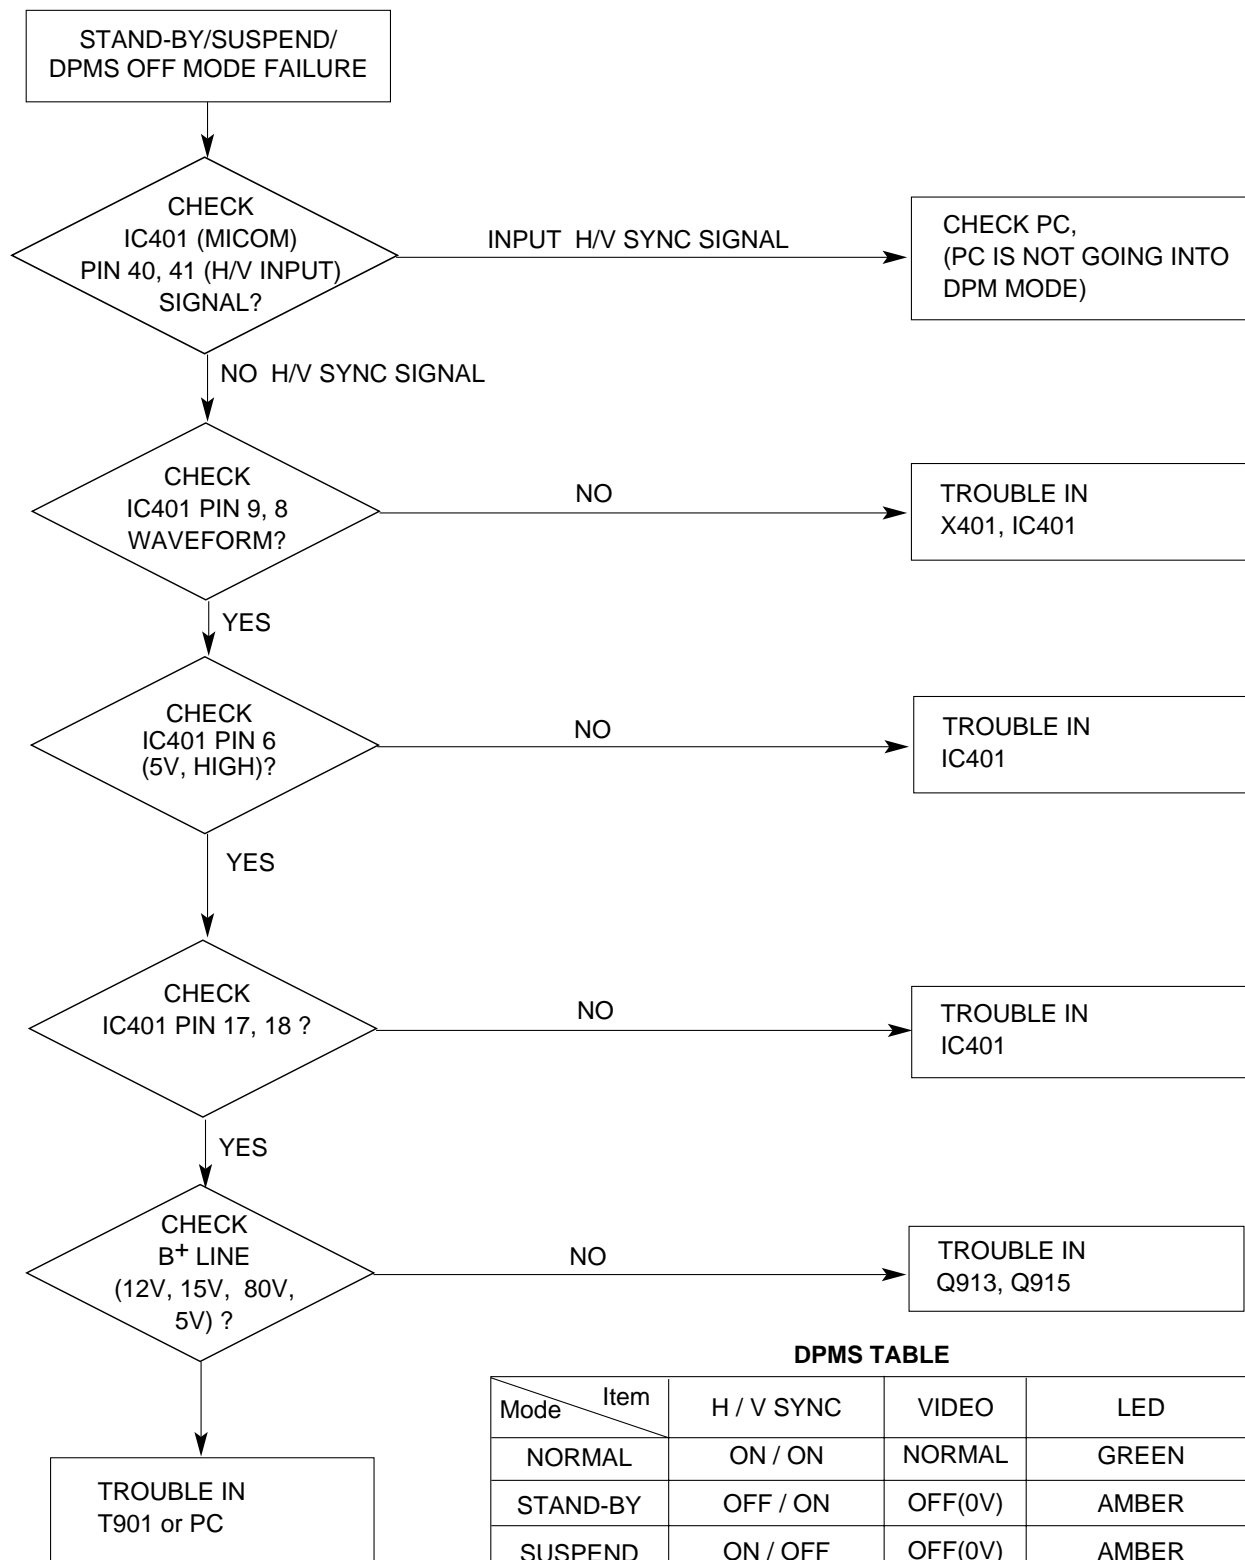 STAND-BY/SUSPEND/
DPMS OFF MODE FAILURE
CHECK
IC401 (MICOM)
PIN 40, 41 (H/V INPUT)
SIGNAL?
INPUT H/V SYNC SIGNAL
CHECK PC,
(PC IS NOT GOING INTO
DPM MODE)
NO H/V SYNC SIGNAL
CHECK
IC401 PIN 9, 8
WAVEFORM?
NO
TROUBLE IN
X401, IC401
YES
CHECK
IC401 PIN 6
(5V, HIGH)?
NO
TROUBLE IN
IC401
YES
CHECK
IC401 PIN 17, 18 ?
NO
TROUBLE IN
IC401
YES
CHECK
B+ LINE
(12V, 15V, 80V,
5V) ?
NO
TROUBLE IN
Q913, Q915
TROUBLE IN
T901 or PC
DPMS TABLE
Mode Item H / V SYNC VIDEO LED
NORMAL ON / ON NORMAL GREEN
STAND-BY OFF / ON OFF(0V) AMBER
SUSPEND ON / OFF OFF(0V) AMBER